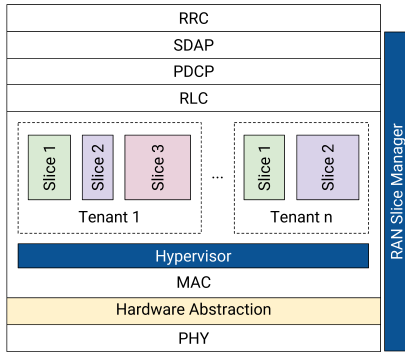 RRC
SDAP
PDCP
RLC
Slice 1
Slice 2
Slice 3
Tenant 1
...
Slice 1
Slice 2
Tenant n
Hypervisor
MAC
Hardware Abstraction
PHY
RAN Slice Manager